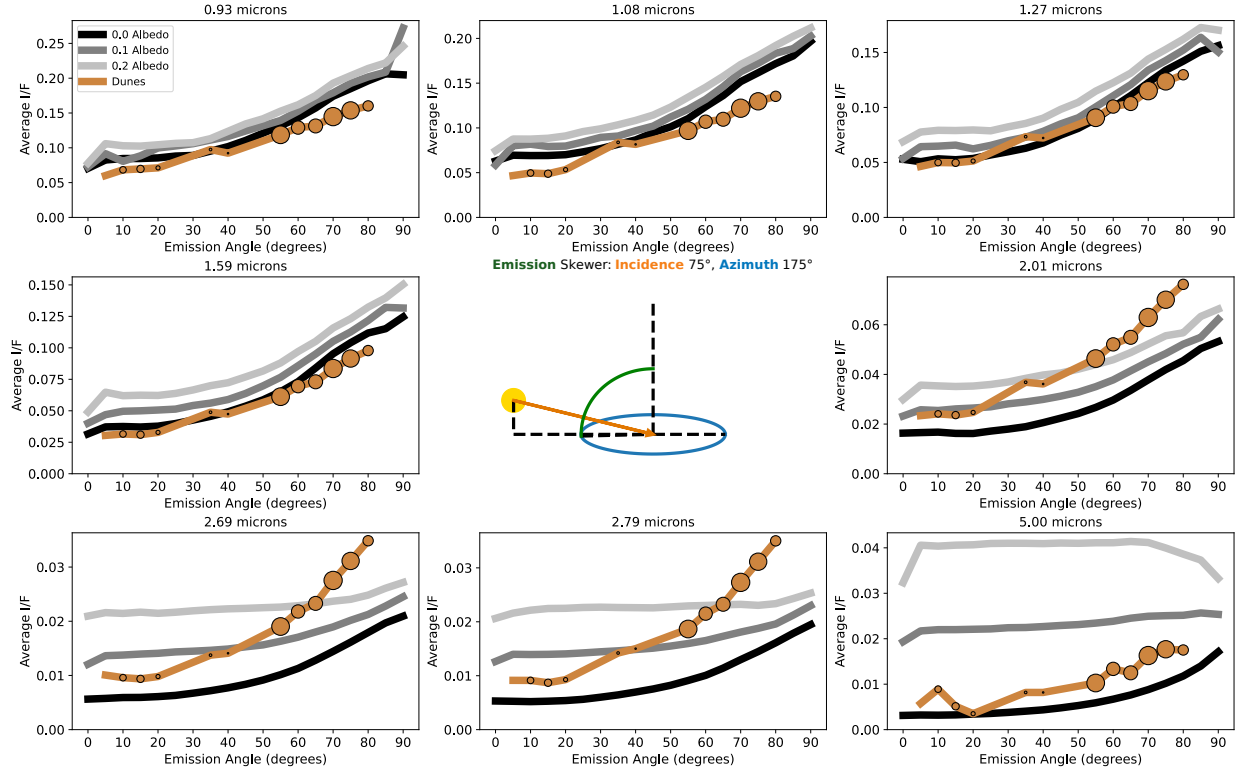 0.93 microns
Average I/F
0.25
0.20
0.15
0.10
0.05
0.00
0.0 Albedo
0.1 Albedo
0.2 Albedo
Dunes
0 10 20 30 40 50 60 70 80 90
Emission Angle (degrees)
1.08 microns
Average I/F
0.20
0.15
0.10
0.05
0.00
0 10 20 30 40 50 60 70 80 90
Emission Angle (degrees)
1.27 microns
Average I/F
0.15
0.10
0.05
0.00
0 10 20 30 40 50 60 70 80 90
Emission Angle (degrees)
1.59 microns
Average I/F
0.150
0.125
0.100
0.075
0.050
0.025
0.000
0 10 20 30 40 50 60 70 80 90
Emission Angle (degrees)
Emission Skewer: Incidence 75°, Azimuth 175°
2.01 microns
Average I/F
0.06
0.04
0.02
0.00
0 10 20 30 40 50 60 70 80 90
Emission Angle (degrees)
2.69 microns
Average I/F
0.03
0.02
0.01
0.00
0 10 20 30 40 50 60 70 80 90
Emission Angle (degrees)
2.79 microns
Average I/F
0.03
0.02
0.01
0.00
0 10 20 30 40 50 60 70 80 90
Emission Angle (degrees)
5.00 microns
Average I/F
0.04
0.03
0.02
0.01
0.00
0 10 20 30 40 50 60 70 80 90
Emission Angle (degrees)